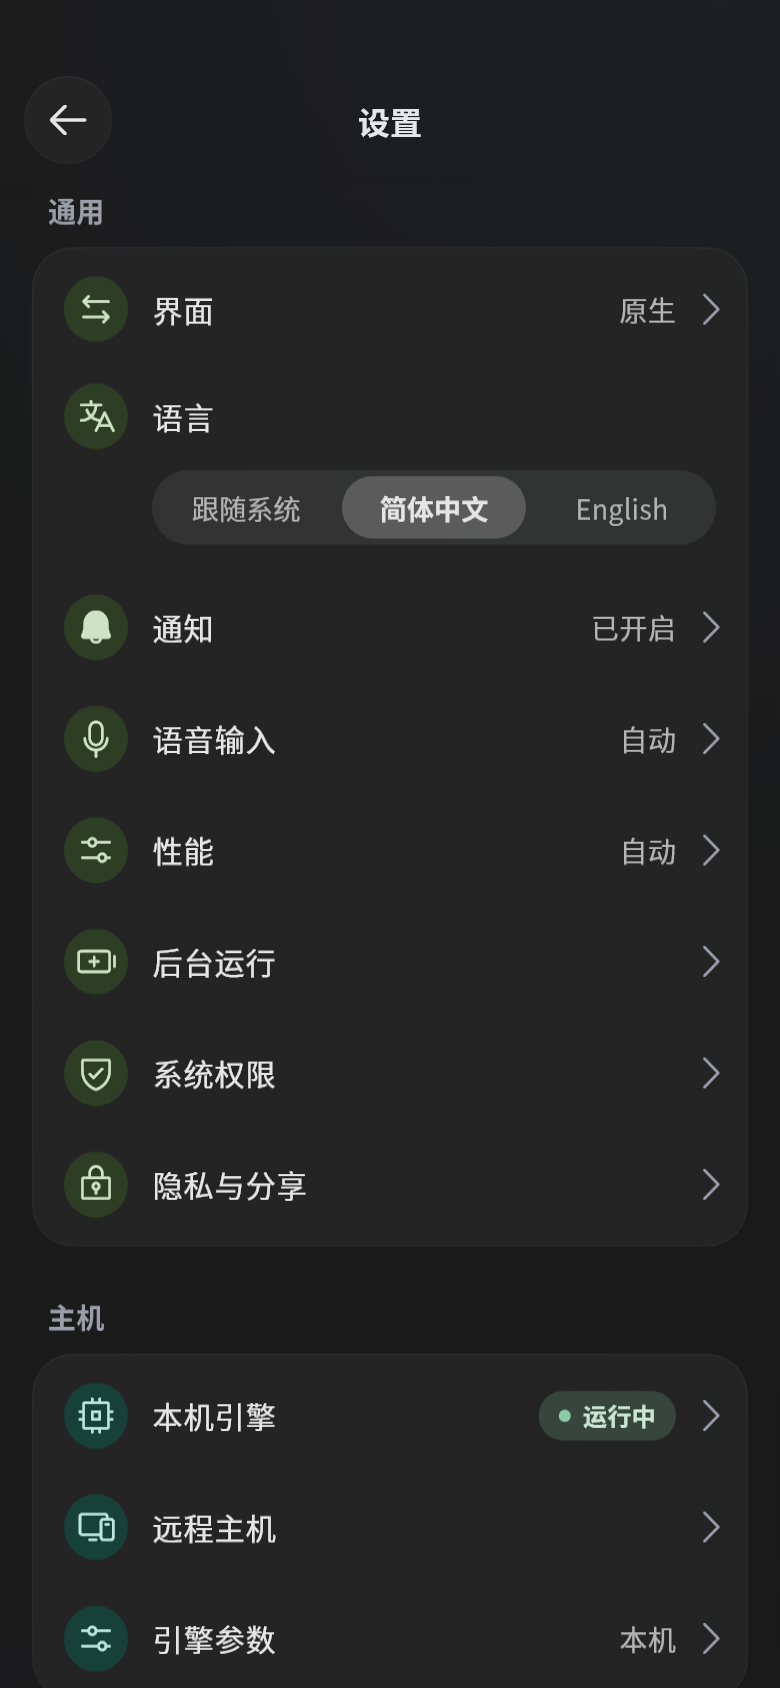 设置
通用
界面 原生
语言
跟随系统 简体中文 English
通知 已开启
语音输入 自动
性能 自动
后台运行
系统权限
隐私与分享
主机
本机引擎 运行中
远程主机
引擎参数 本机